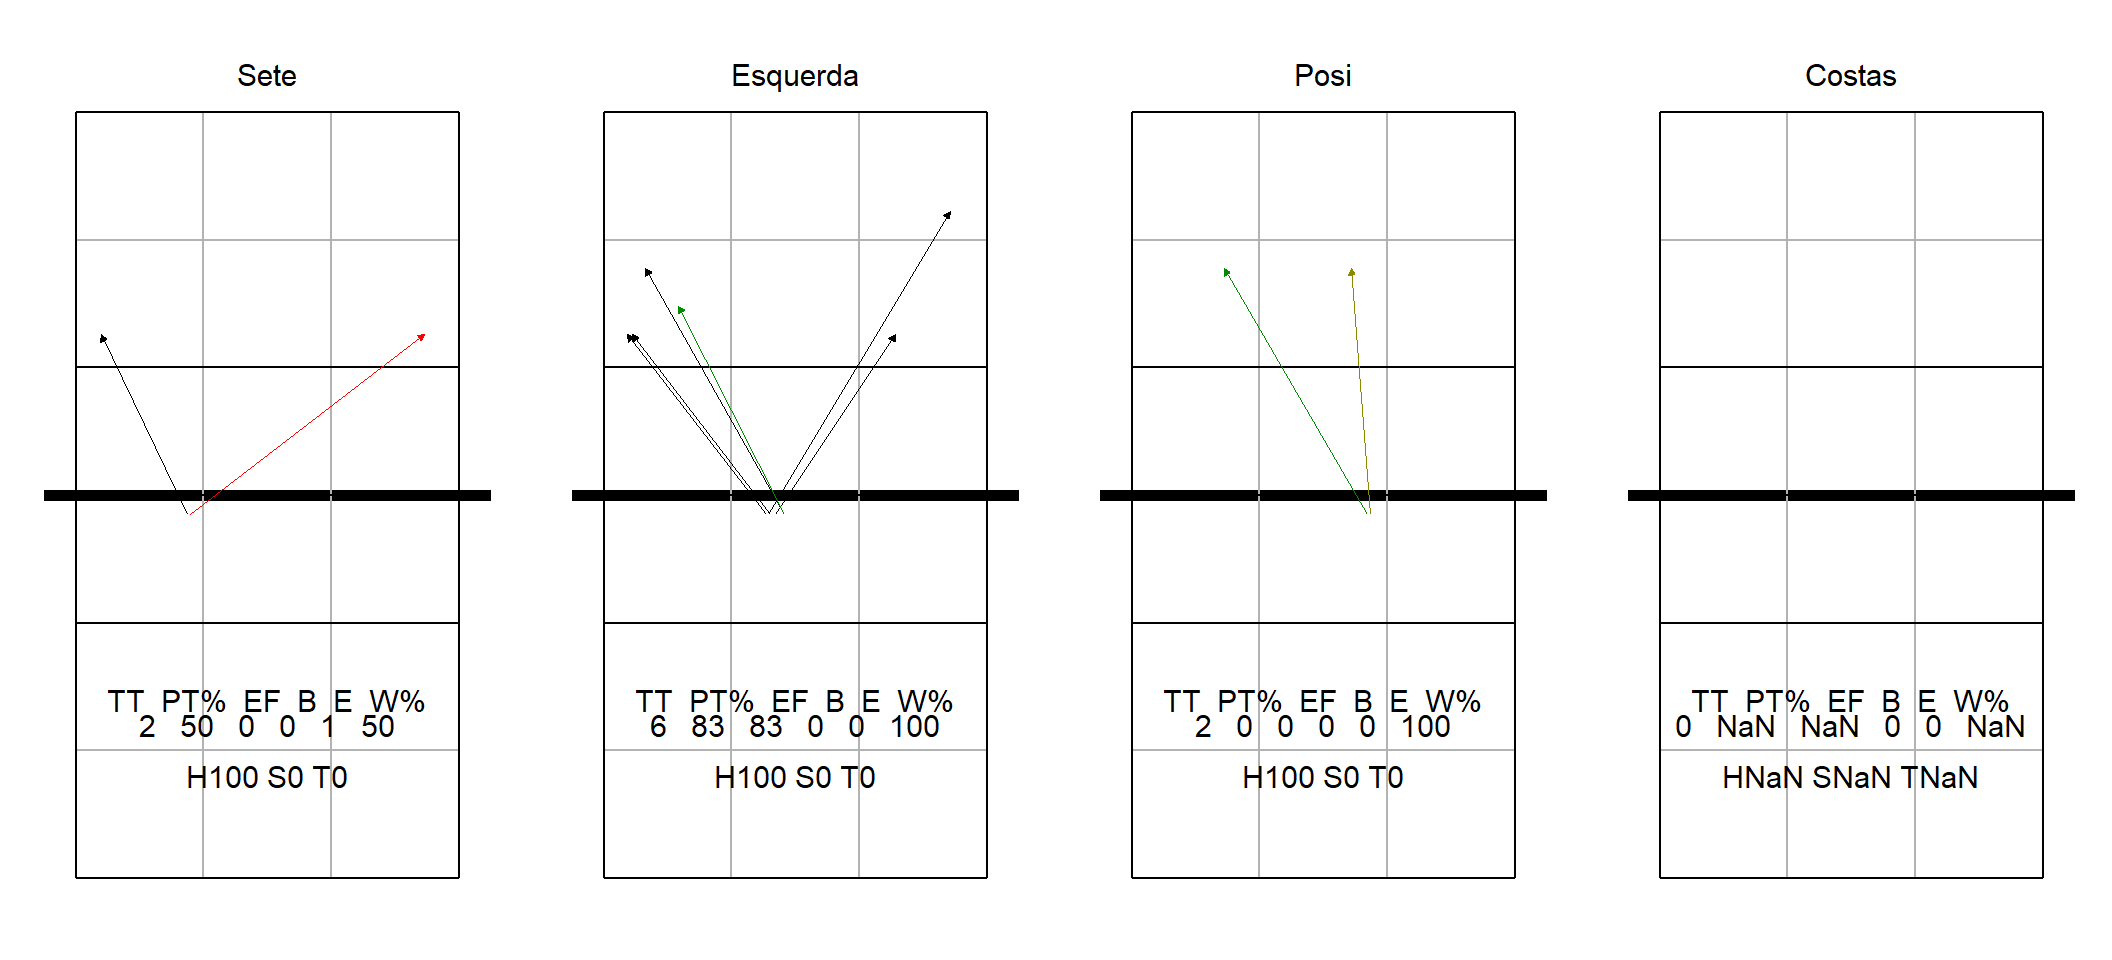 Sete
TT PT% EF B E W%
2 50 0 0 1 50
H100 S0 T0
Esquerda
TT PT% EF B E W%
6 83 83 0 0 100
H100 S0 T0
Posi
TT PT% EF B E W%
2 0 0 0 0 100
H100 S0 T0
Costas
TT PT% EF B E W%
0 NaN NaN 0 0 NaN
HNaN SNaN TNaN